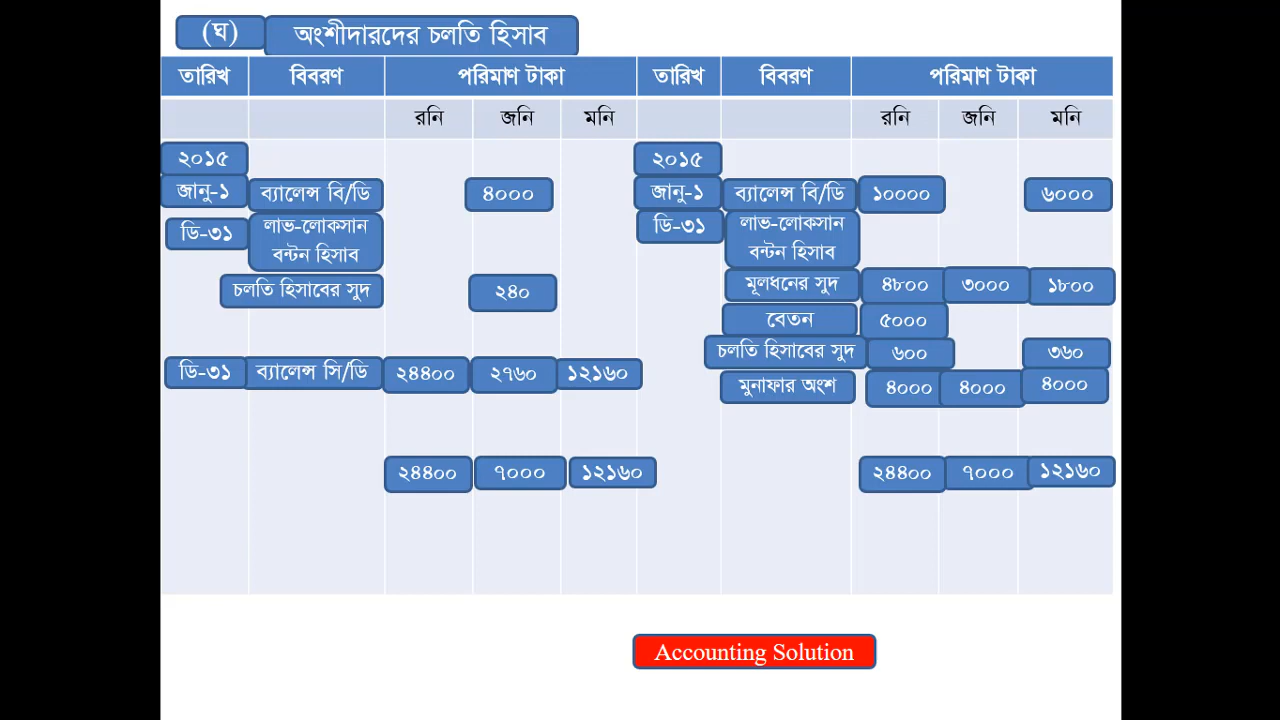 (ঘ) অংশীদারদের চলতি হিসাব
তারিখ বিবরণ পরিমাণ টাকা তারিখ বিবরণ পরিমাণ টাকা
রনি জনি মনি রনি জনি মনি
২০১৫ ২০১৫
জানু-১ ব্যালেন্স বি/ডি ৪০০০ জানু-১ ব্যালেন্স বি/ডি ১০০০০ ৬০০০
ডি-৩১ লাভ-লোকসান ডি-৩১ লাভ-লোকসান
বন্টন হিসাব বন্টন হিসাব
চলতি হিসাবের সুদ ২৪০ মূলধনের সুদ ৪৮০০ ৩০০০ ১৮০০
বেতন ৫০০০
চলতি হিসাবের সুদ ৬০০ ৩৬০
ডি-৩১ ব্যালেন্স সি/ডি ২৪৪০০ ২৭৬০ ১২১৬০ মুনাফার অংশ ৪০০০ ৪০০০ ৪০০০
২৪৪০০ ৭০০০ ১২১৬০ ২৪৪০০ ৭০০০ ১২১৬০
Accounting Solution